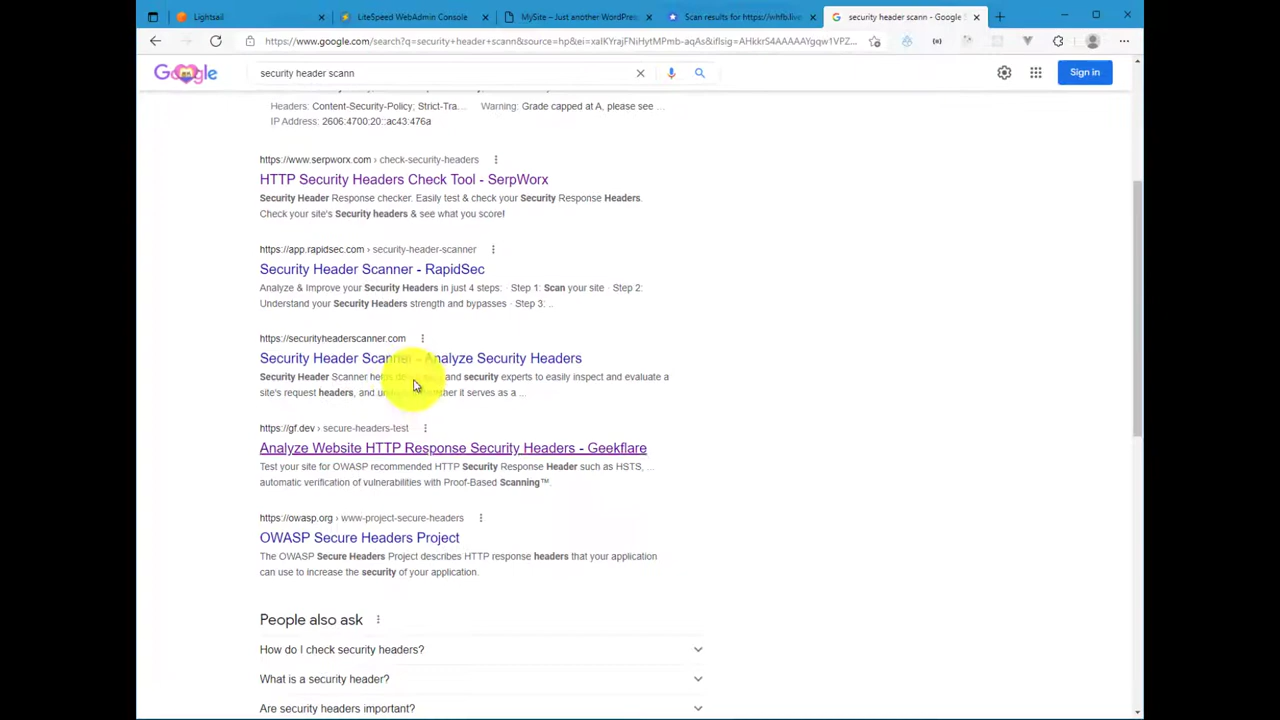 Lightsail
LiteSpeed WebAdmin Console
MySite – Just another WordPres
Scan results for https://whfb.live
security header scann - Google S
https://www.google.com/search?q=security+header+scann&source=hp&ei=
Google
security header scann
Sign in
Headers: Content-Security-Policy; Strict-Tra... Warning: Grade capped at A, please see ...
IP Address: 2606:4700:20::ac43:476a
https://www.serpworx.com › check-security-headers
HTTP Security Headers Check Tool - SerpWorx
Security Header Response checker. Easily test & check your Security Response Headers.
Check your site's Security headers & see what you score!
https://app.rapidsec.com › security-header-scanner
Security Header Scanner - RapidSec
Analyze & Improve your Security Headers in just 4 steps: · Step 1: Scan your site · Step 2:
Understand your Security Headers strength and bypasses · Step 3: ..
https://securityheaderscanner.com
Security Header Scanner - Analyze Security Headers
Security Header Scanner and security experts to easily inspect and evaluate a
site's request headers, and it serves as a ...
https://gf.dev › secure-headers-test
Analyze Website HTTP Response Security Headers - Geekflare
Test your site for OWASP recommended HTTP Security Response Header such as HSTS, ...
automatic verification of vulnerabilities with Proof-Based Scanning™.
https://owasp.org › www-project-secure-headers
OWASP Secure Headers Project
The OWASP Secure Headers Project describes HTTP response headers that your application
can use to increase the security of your application.
People also ask
How do I check security headers?
What is a security header?
Are security headers important?